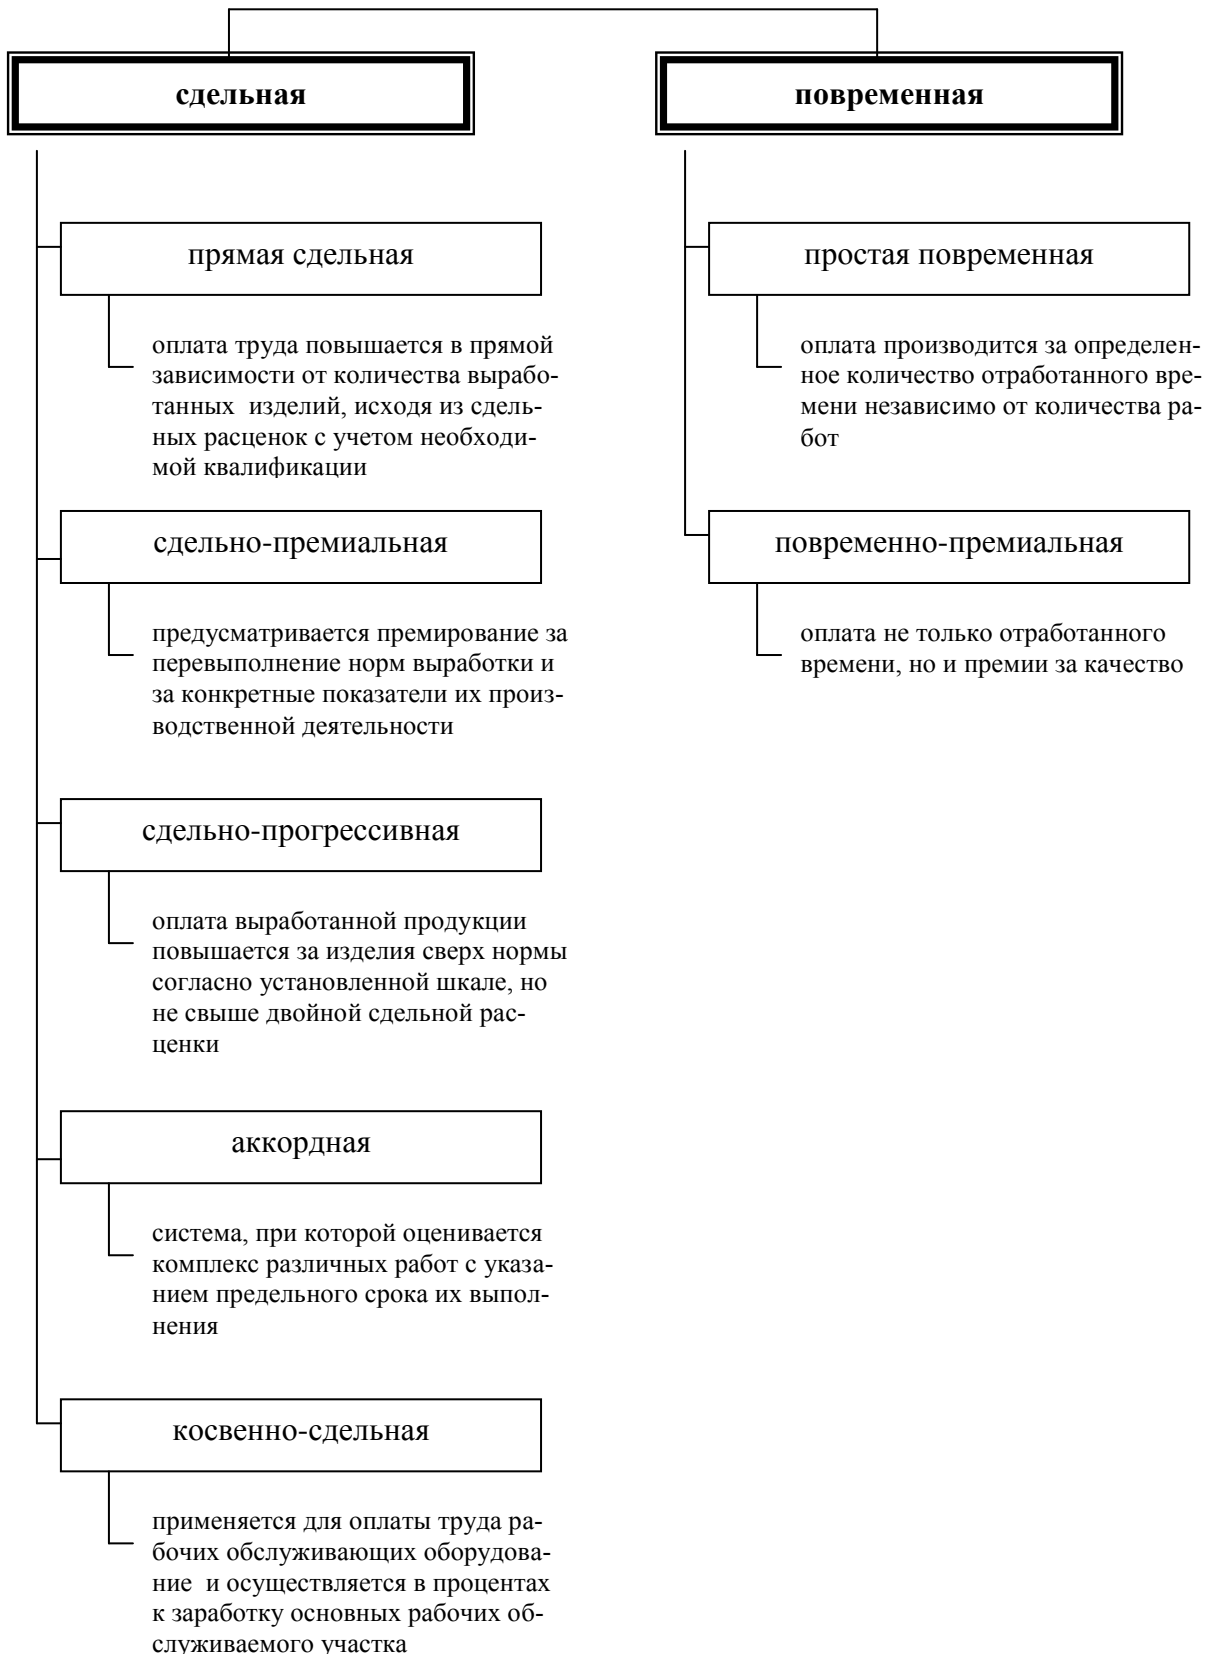 сдельная
прямая сдельная
оплата труда повышается в прямой
зависимости от количества вырабо-
танных изделий, исходя из сдель-
ных расценок с учетом необходи-
мой квалификации
сдельно-премиальная
предусматривается премирование за
перевыполнение норм выработки и
за конкретные показатели их произ-
водственной деятельности
сдельно-прогрессивная
оплата выработанной продукции
повышается за изделия сверх нормы
согласно установленной шкале, но
не свыше двойной сдельной рас-
ценки
аккордная
система, при которой оценивается
комплекс различных работ с указа-
нием предельного срока их выпол-
нения
косвенно-сдельная
применяется для оплаты труда ра-
бочих обслуживающих оборудова-
ние и осуществляется в процентах
к заработку основных рабочих об-
служиваемого участка
повременная
простая повременная
оплата производится за определен-
ное количество отработанного вре-
мени независимо от количества ра-
бот
повременно-премиальная
оплата не только отработанного
времени, но и премии за качество